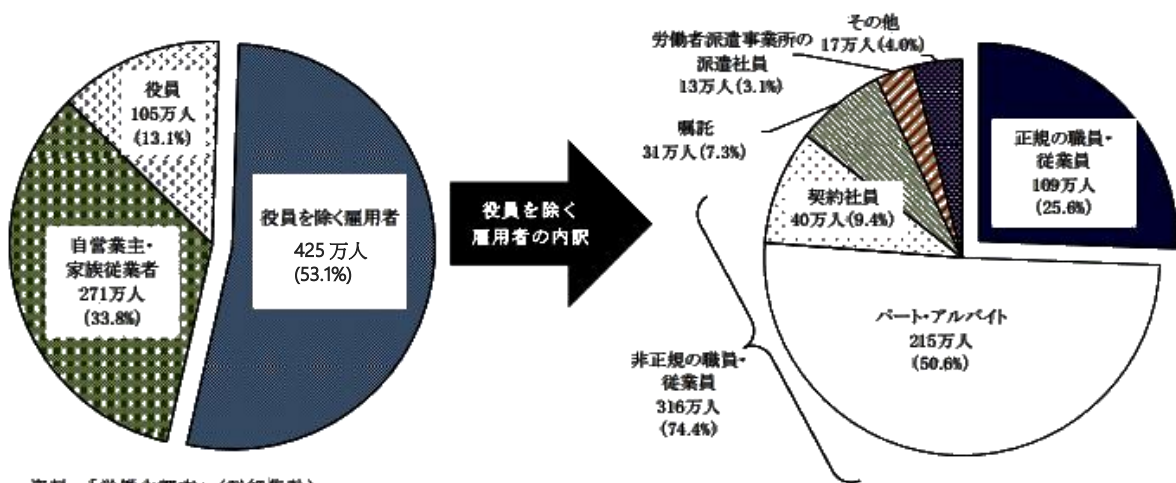 役員
105万人
(13.1%)
自営業主・
家族従業者
271万人
(33.8%)
役員を除く雇用者
425 万人
(53.1%)
役員を除く
雇用者の内訳
その他
17万人(4.0%)
労働者派遣事業所の
派遣社員
13万人(3.1%)
嘱託
31万人(7.3%)
契約社員
40万人(9.4%)
正規の職員・
従業員
109万人
(25.6%)
パート・アルバイト
215万人
(50.6%)
非正規の職員・
従業員
316万人
(74.4%)